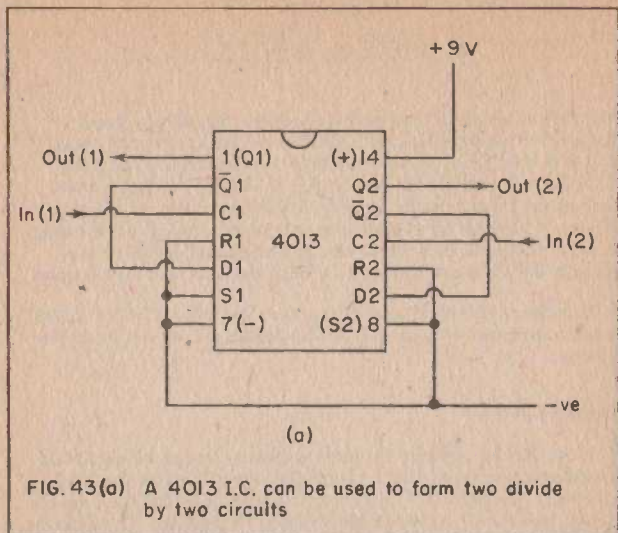 +9V
Out (1)
1(Q1)
(+)14
Q̅1
Q2
Out (2)
In (1)
C1
Q̅2
R1
4013
C2
In (2)
D1
R2
S1
D2
7(-)
(S2) 8
-ve
(a)
FIG. 43(a) A 4013 I.C. can be used to form two divide
by two circuits